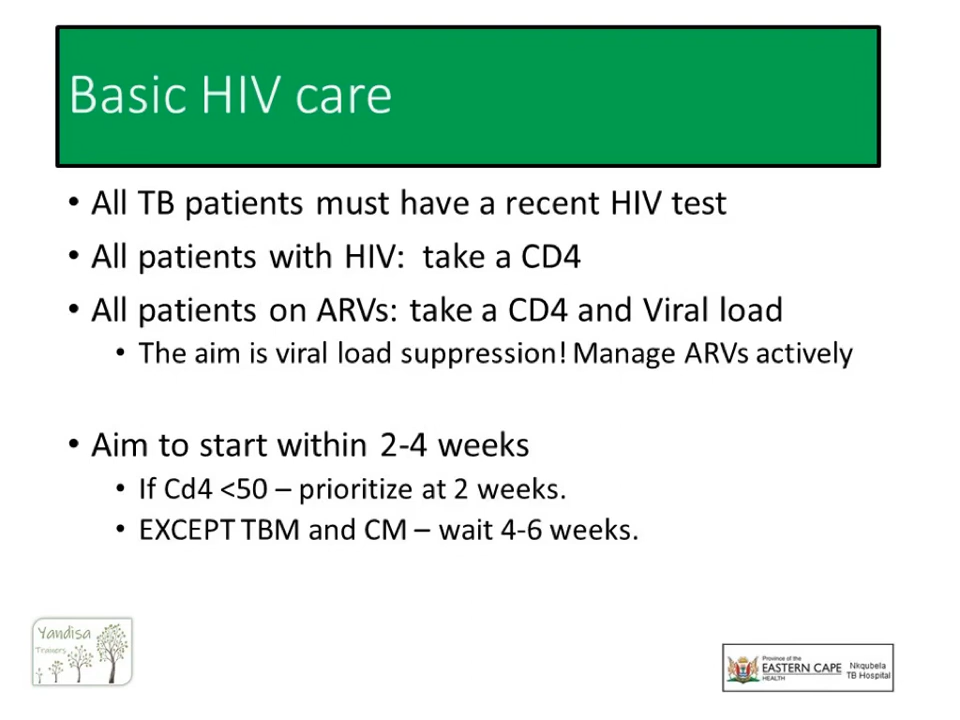 Basic HIV care
• All TB patients must have a recent HIV test
• All patients with HIV: take a CD4
• All patients on ARVs: take a CD4 and Viral load
• The aim is viral load suppression! Manage ARVs actively
• Aim to start within 2-4 weeks
• If Cd4 <50 – prioritize at 2 weeks.
• EXCEPT TBM and CM – wait 4-6 weeks.
Yandisa
Trainers
Province of the
EASTERN CAPE
HEALTH
Nkqubela
TB Hospital